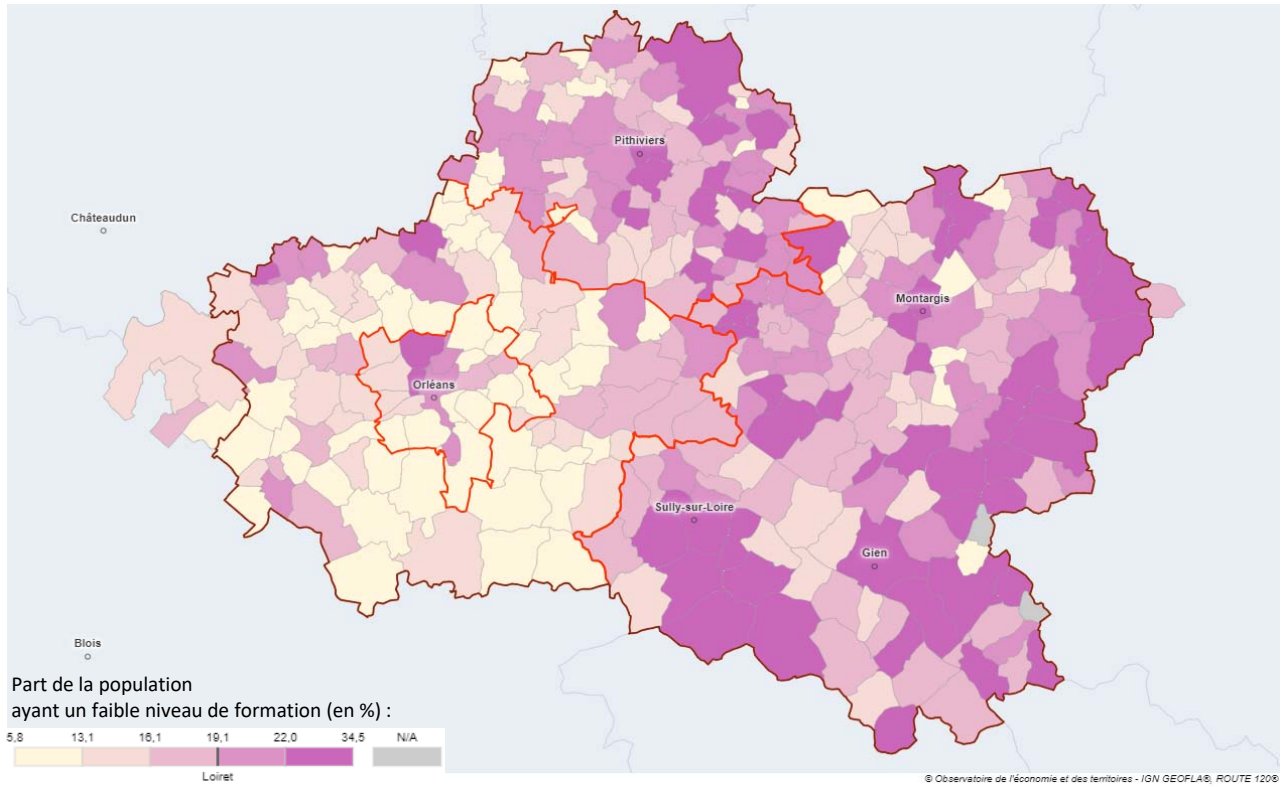 Pithiviers
Châteaudun
Montargis
Orléans
Sully-sur-Loire
Gien
Blois
Part de la population
ayant un faible niveau de formation (en %) :
5,8 13,1 16,1 19,1 22,0 34,5 N/A
Loiret
© Observatoire de l'économie et des territoires - IGN GEOFLA®, ROUTE 120®